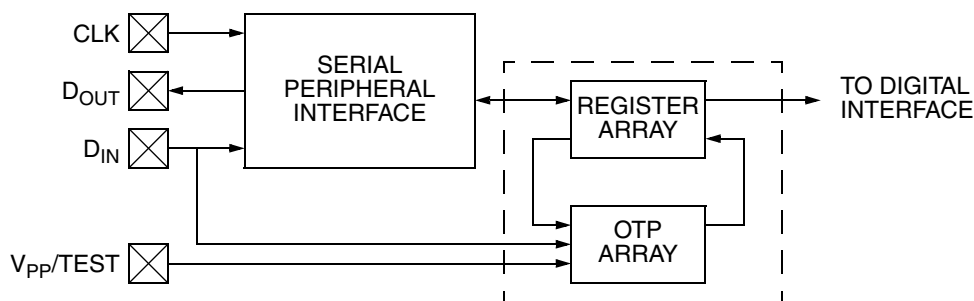 CLK
D_OUT
D_IN
V_PP/TEST
SERIAL
PERIPHERAL
INTERFACE
REGISTER
ARRAY
OTP
ARRAY
TO DIGITAL
INTERFACE